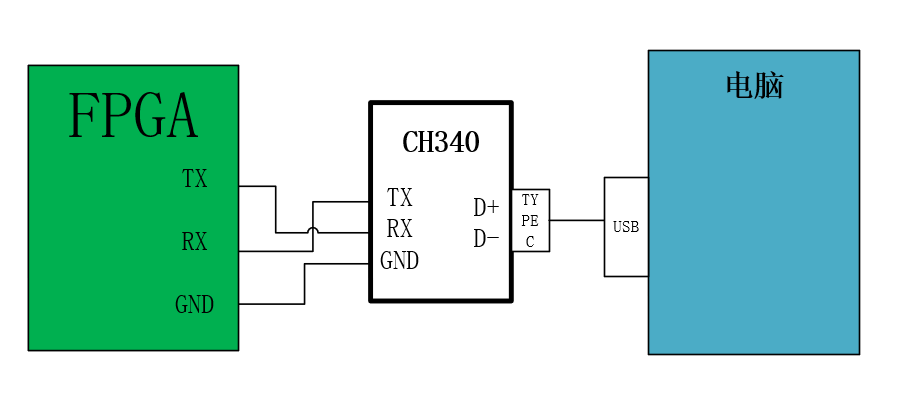 FPGA
TX
RX
GND
CH340
TX
RX
GND
D+
D-
TY
PE
C
USB
电脑